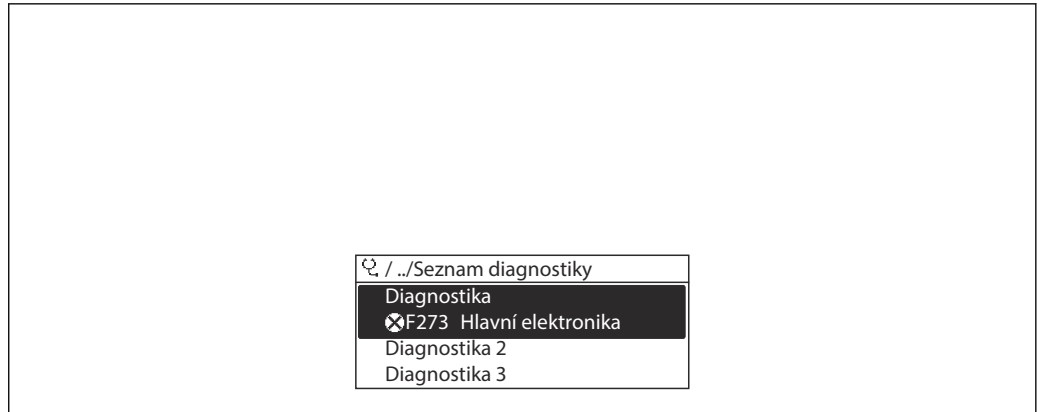 / ../Seznam diagnostiky
Diagnostika
F273 Hlavní elektronika
Diagnostika 2
Diagnostika 3